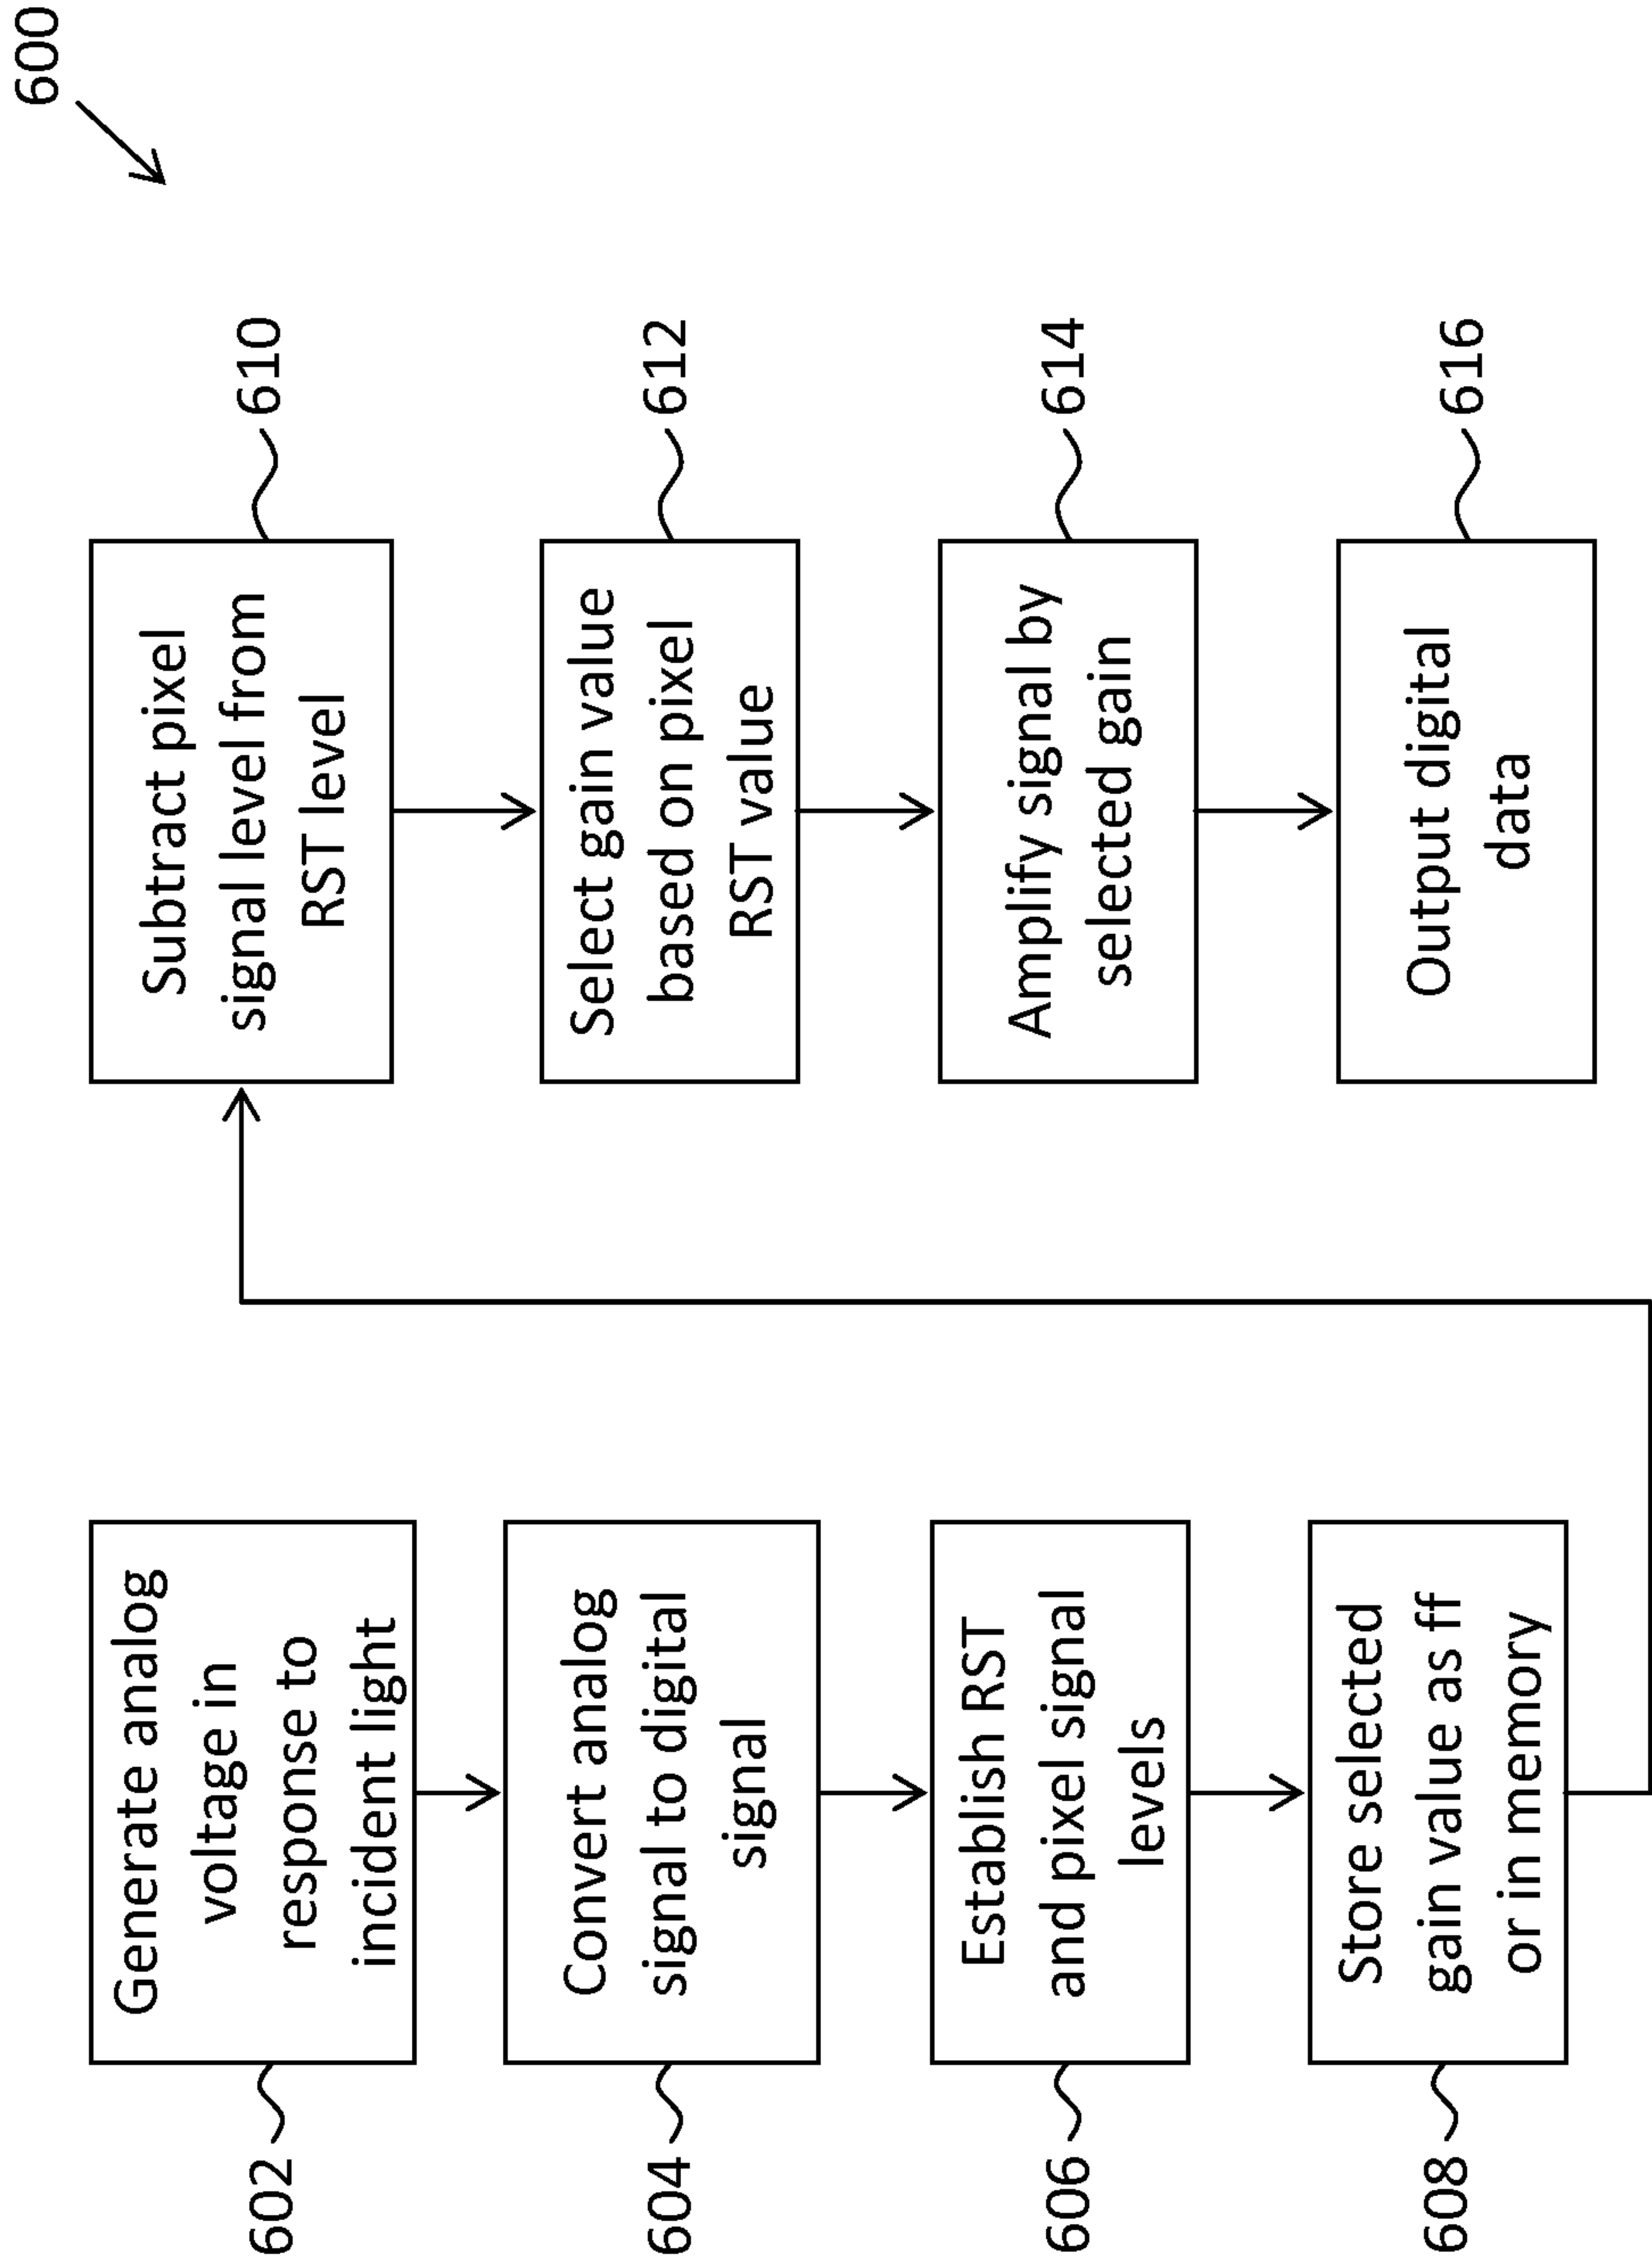 600
602
Generate analog
voltage in
response to
incident light
604
Convert analog
signal to digital
signal
606
Establish RST
and pixel signal
levels
608
Store selected
gain value as ff
or in memory
Subtract pixel
signal level from
RST level
610
Select gain value
based on pixel
RST value
612
Amplify signal by
selected gain
614
Output digital
data
616